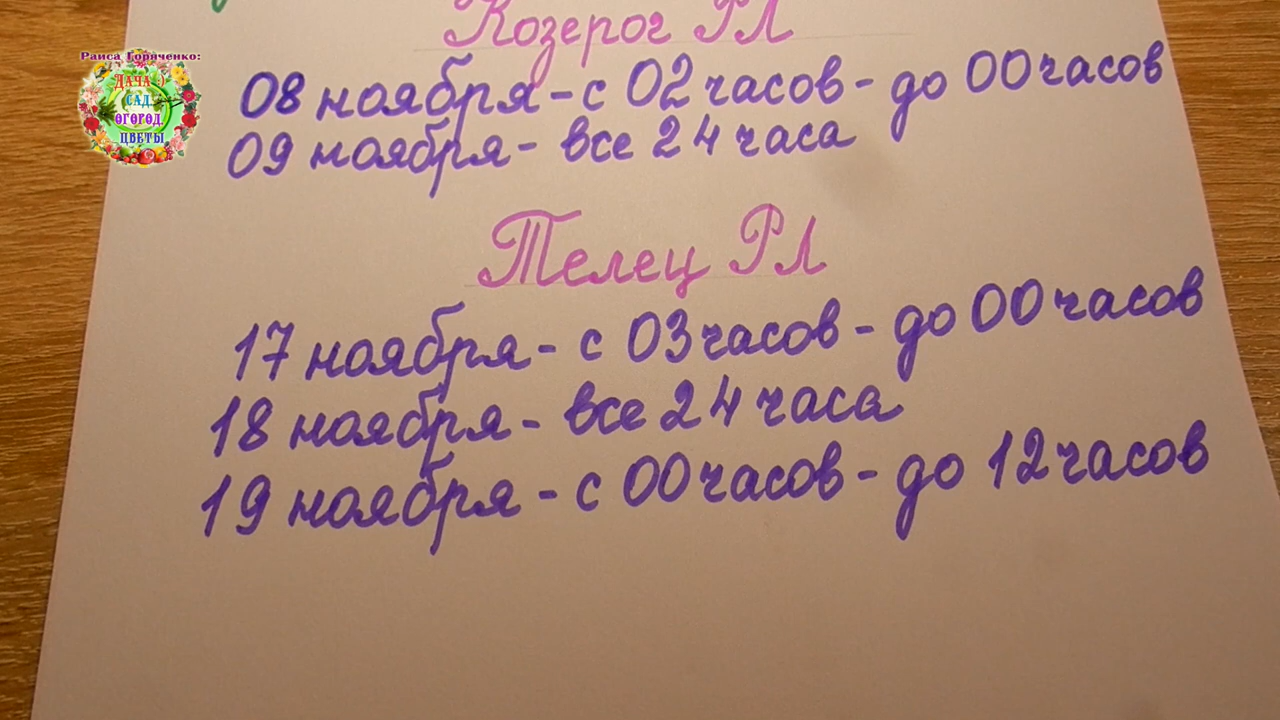 Козерог РЛ
Раиса Горяченко:
ДАЧА
САД.
ОГОРОД.
ЦВЕТЫ
08 ноября - с 02 часов - до 00 часов
09 ноября - все 24 часа
Телец РЛ
17 ноября - с 03 часов - до 00 часов
18 ноября - все 24 часа
19 ноября - с 00 часов - до 12 часов